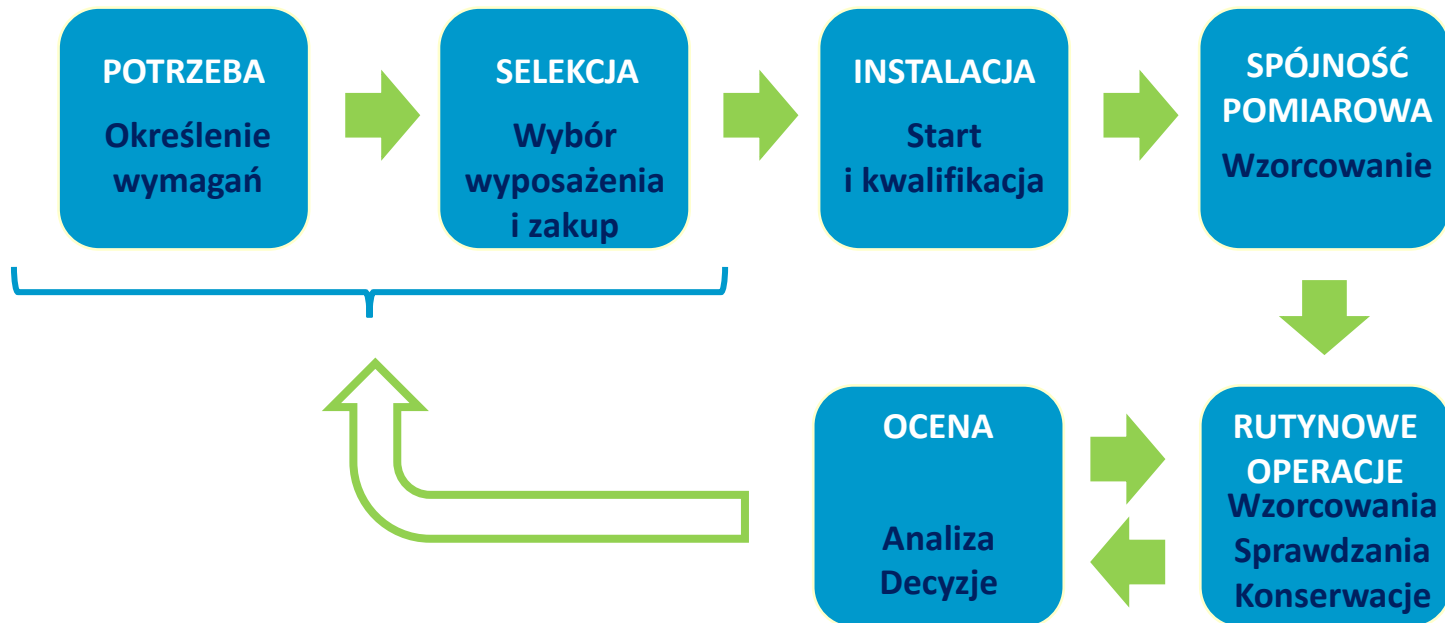 POTRZEBA
Określenie
wymagań
SELEKCJA
Wybór
wyposażenia
i zakup
INSTALACJA
Start
i kwalifikacja
SPÓJNOŚĆ
POMIAROWA
Wzorcowanie
OCENA
Analiza
Decyzje
RUTYNOWE
OPERACJE
Wzorcowania
Sprawdzania
Konserwacje